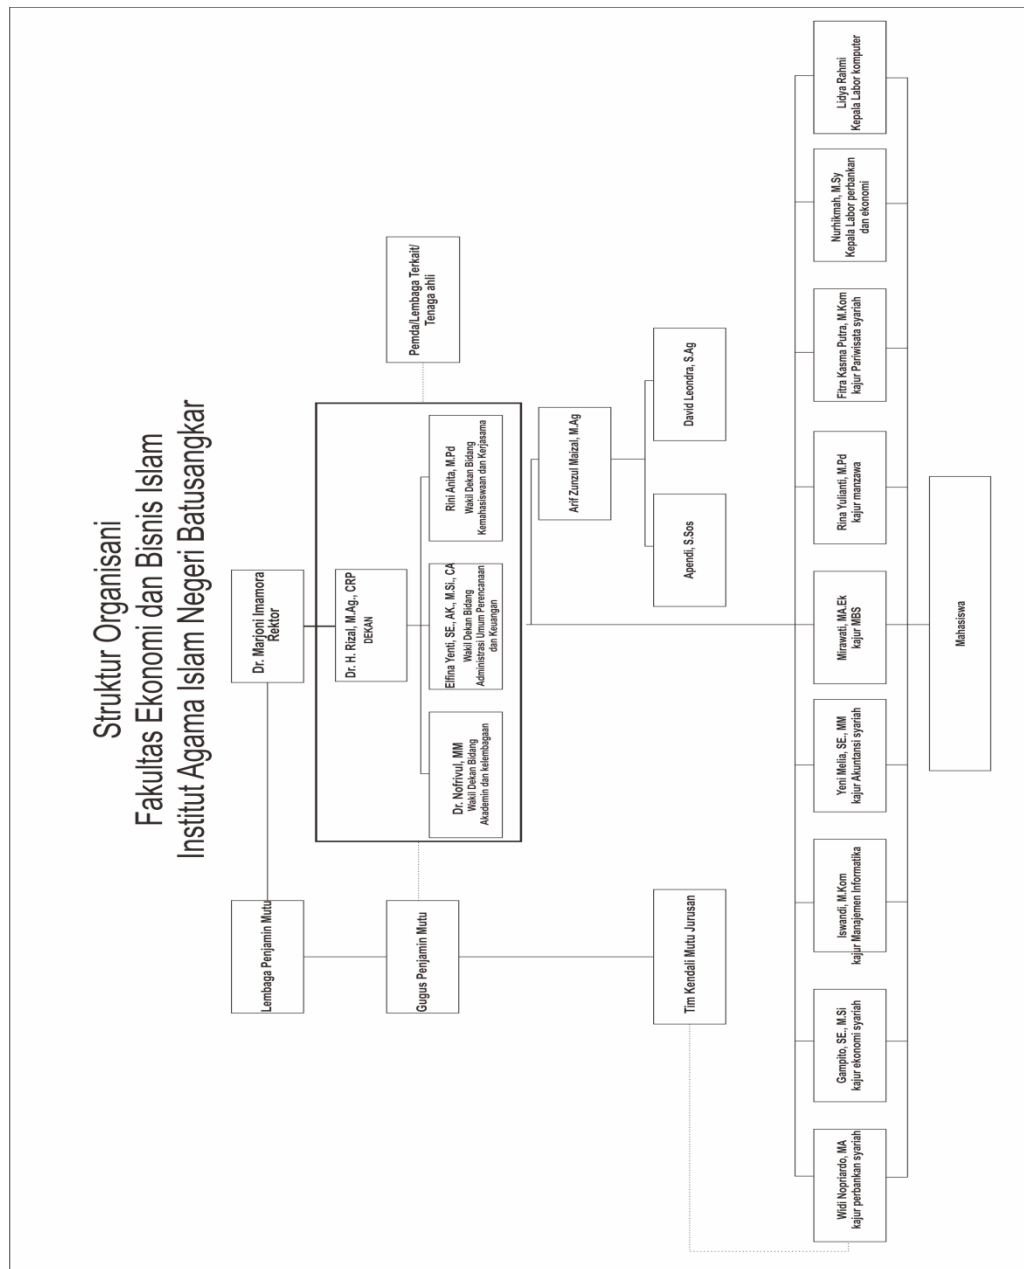 Struktur Organisani
Fakultas Ekonomi dan Bisnis Islam
Institut Agama Islam Negeri Batusangkar
Dr. Marjoni Imamora
Rektor
Lembaga Penjamin Mutu
Dr. H. Rizal, M.Ag., CRP
DEKAN
Gugus Penjamin Mutu
Dr. Nofrivul, MM
Wakil Dekan Bidang
Akademin dan kelembagaan
Elfina Yenti, SE., AK., M.Si., CA
Wakil Dekan Bidang
Administrasi Umum Perencanaan
dan Keuangan
Rini Anita, M.Pd
Wakil Dekan Bidang
Kemahasiswaan dan Kerjasama
Pemda/Lembaga Terkait/
Tenaga ahli
Arif Zunzul Maizal, M.Ag
Tim Kendali Mutu Jurusan
Apendi, S.Sos
David Leondra, S.Ag
Widi Nopriardo, MA
kajur perbankan syariah
Gampito, SE., M.Si
kajur ekonomi syariah
Iswandi, M.Kom
kajur Manajemen Informatika
Yeni Melia, SE., MM
kajur Akuntansi syariah
Mirawati, MA.Ek
kajur MBS
Rina Yulianti, M.Pd
kajur manzawa
Fitra Kasma Putra, M.Kom
kajur Pariwisata syariah
Nurhikmah, M.Sy
Kepala Labor perbankan
dan ekonomi
Lidya Rahmi
Kepala Labor komputer
Mahasiswa